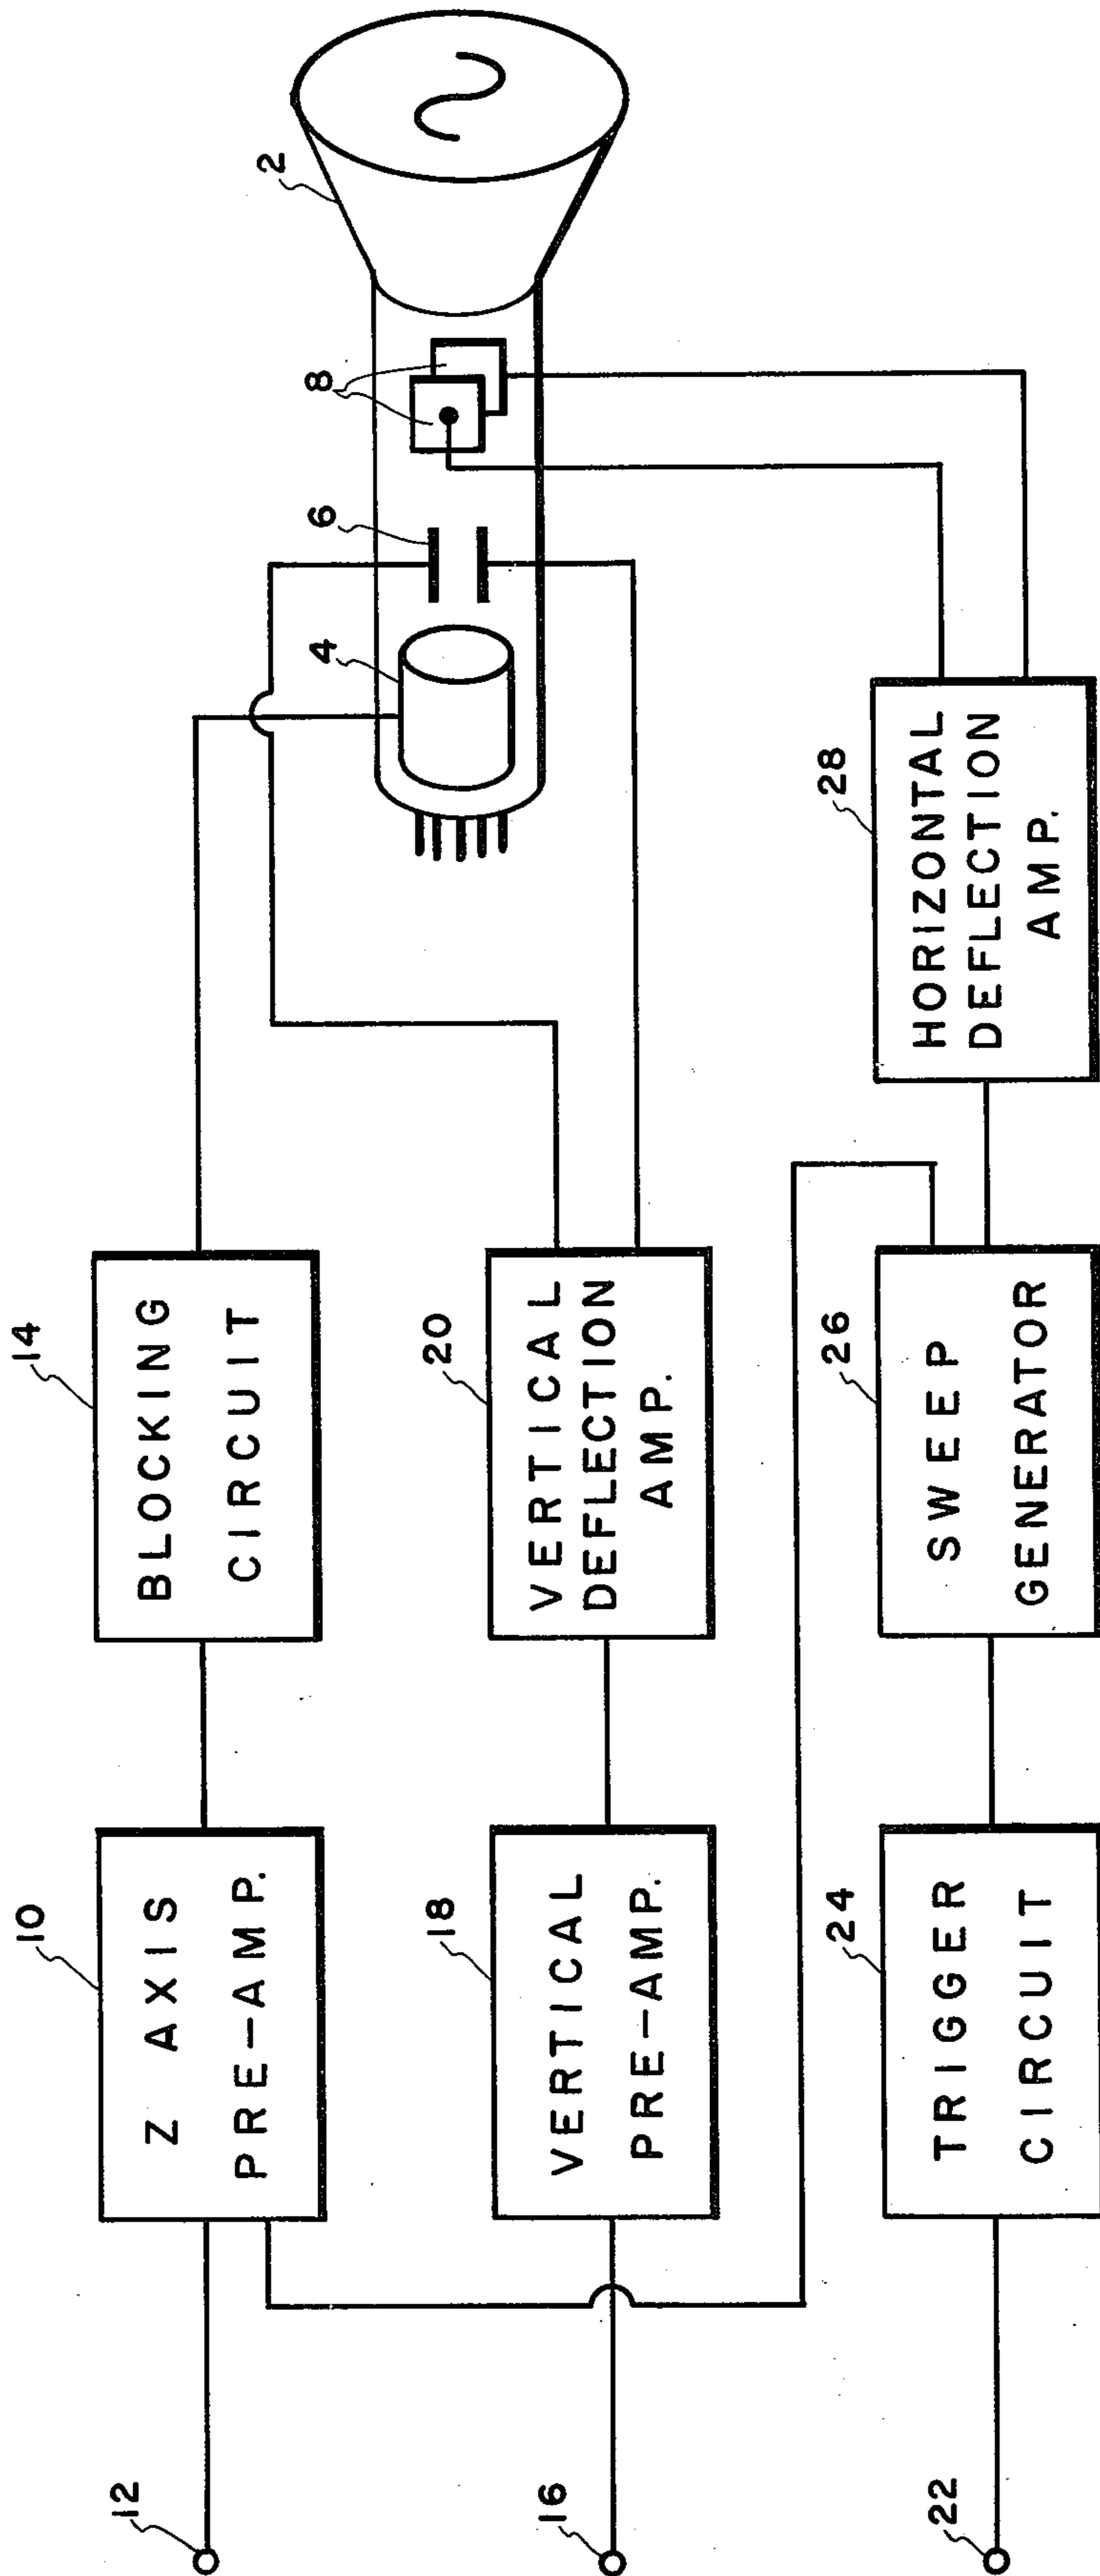 12
10
Z AXIS
PRE-AMP.
14
BLOCKING
CIRCUIT
4
6
8
2
16
18
VERTICAL
PRE-AMP.
20
VERTICAL
DEFLECTION
AMP.
22
24
TRIGGER
CIRCUIT
26
SWEEP
GENERATOR
28
HORIZONTAL
DEFLECTION
AMP.